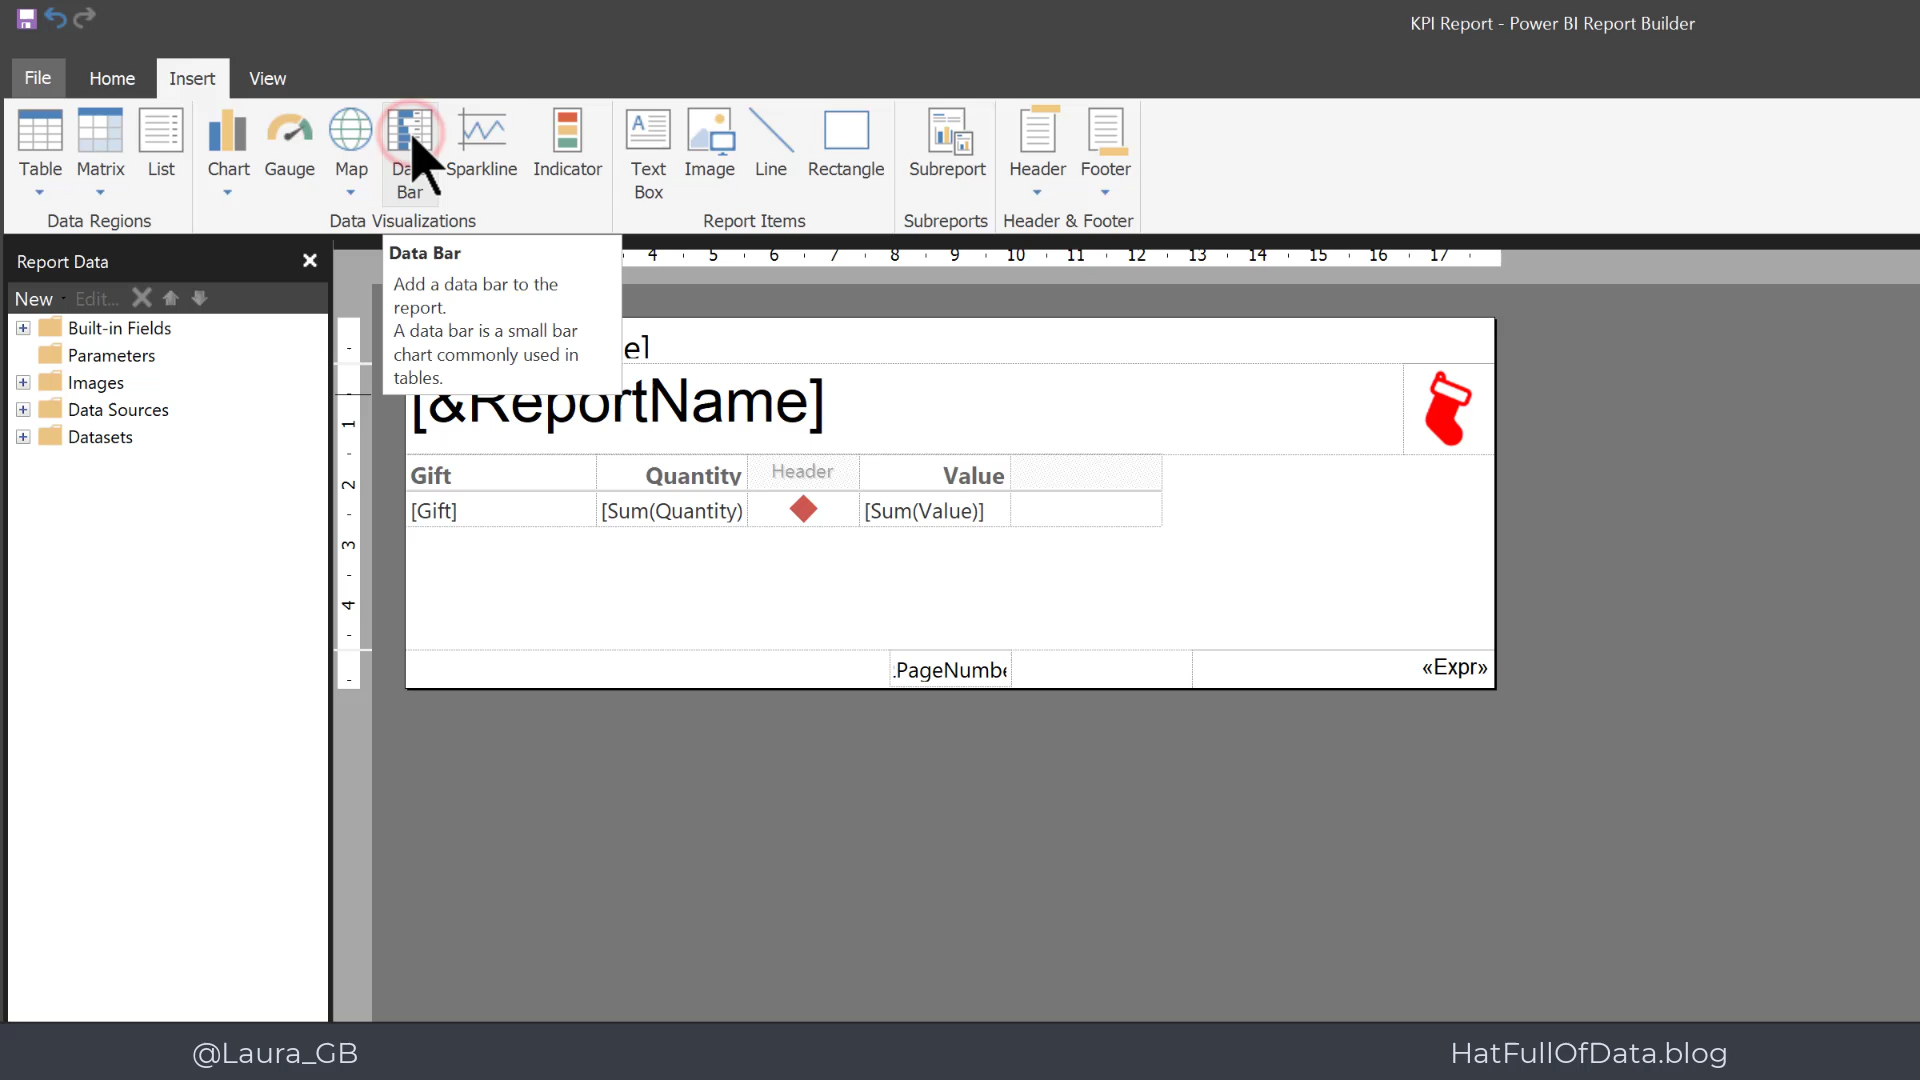 KPI Report - Power BI Report Builder
File Home Insert View
Table Matrix List Chart Gauge Map Data Bar Sparkline Indicator Text Box Image Line Rectangle Subreport Header Footer
Data Regions Data Visualizations Report Items Subreports Header & Footer
Data Bar
Add a data bar to the
report.
A data bar is a small bar
chart commonly used in
tables.
4 5 6 7 8 9 10 11 12 13 14 15 16 17
Report Data
New Edit...
Built-in Fields
Parameters
Images
Data Sources
Datasets
1
2
3
4
e]
[&ReportName]
Gift Quantity Header Value
[Gift] [Sum(Quantity) [Sum(Value)]
:PageNumbe «Expr»
@Laura_GB HatFullOfData.blog